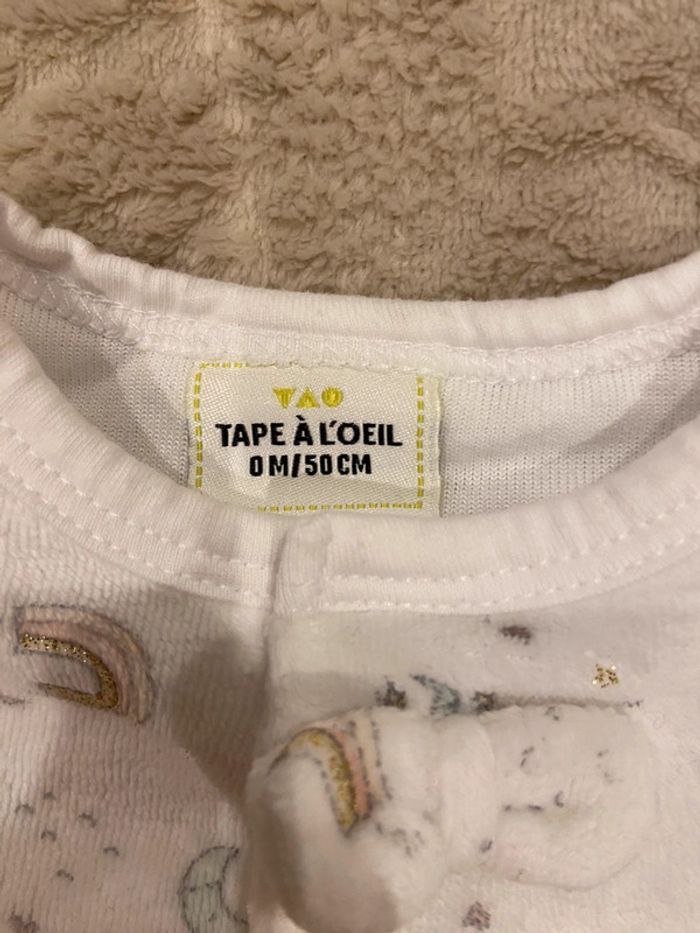 TAO
TAPE À L'OEIL
0M/50CM